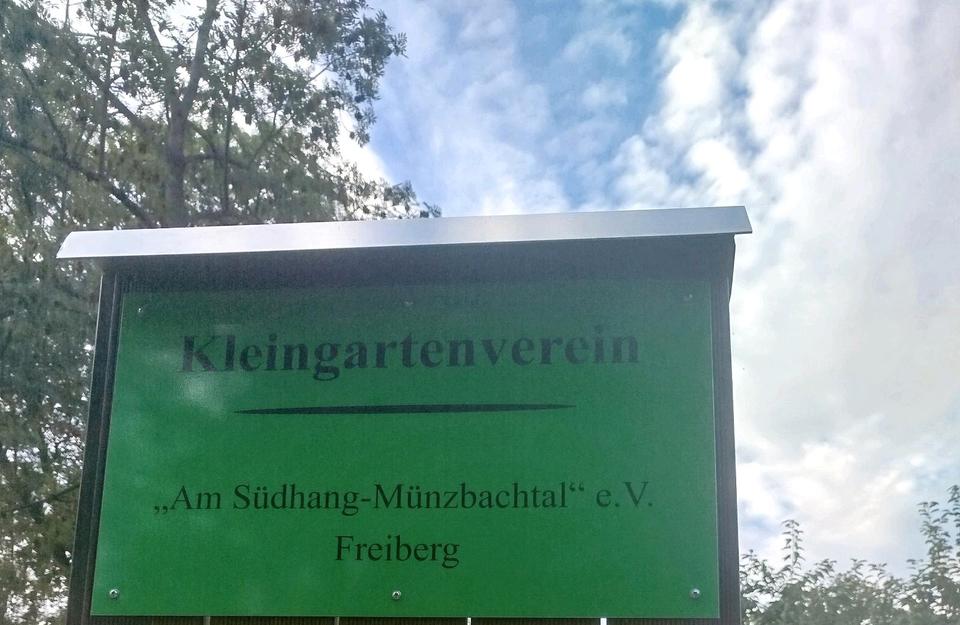 Kleingartenverein
„Am Südhang-Münzbachtal“ e.V.
Freiberg